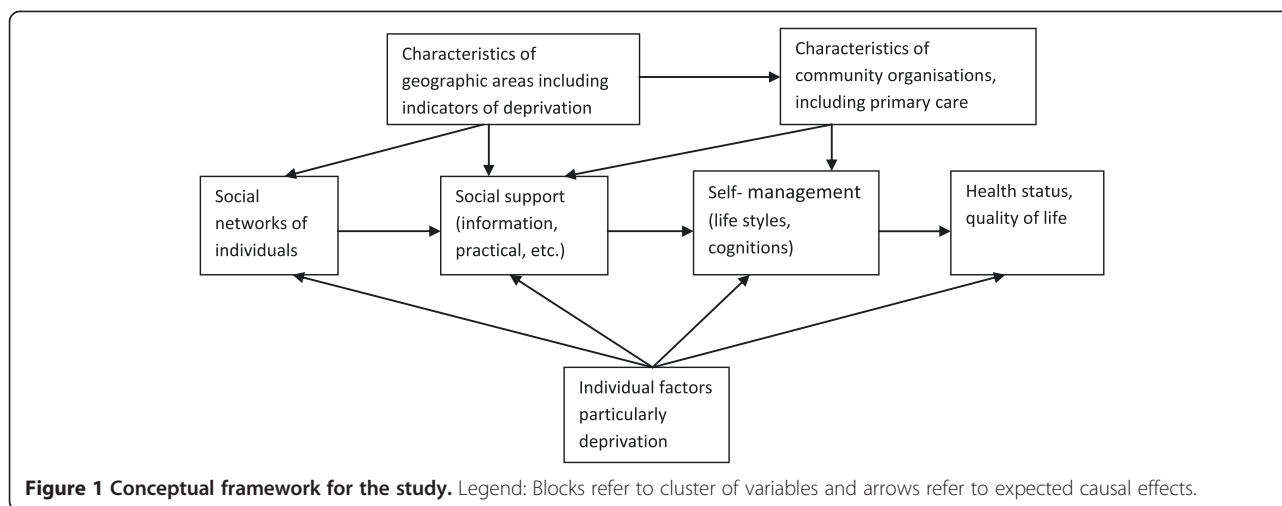 Characteristics of
geographic areas including
indicators of deprivation
Characteristics of
community organisations,
including primary care
Social
networks of
individuals
Social support
(information,
practical, etc.)
Self- management
(life styles,
cognitions)
Health status,
quality of life
Individual factors
particularly
deprivation
Figure 1 Conceptual framework for the study. Legend: Blocks refer to cluster of variables and arrows refer to expected causal effects.